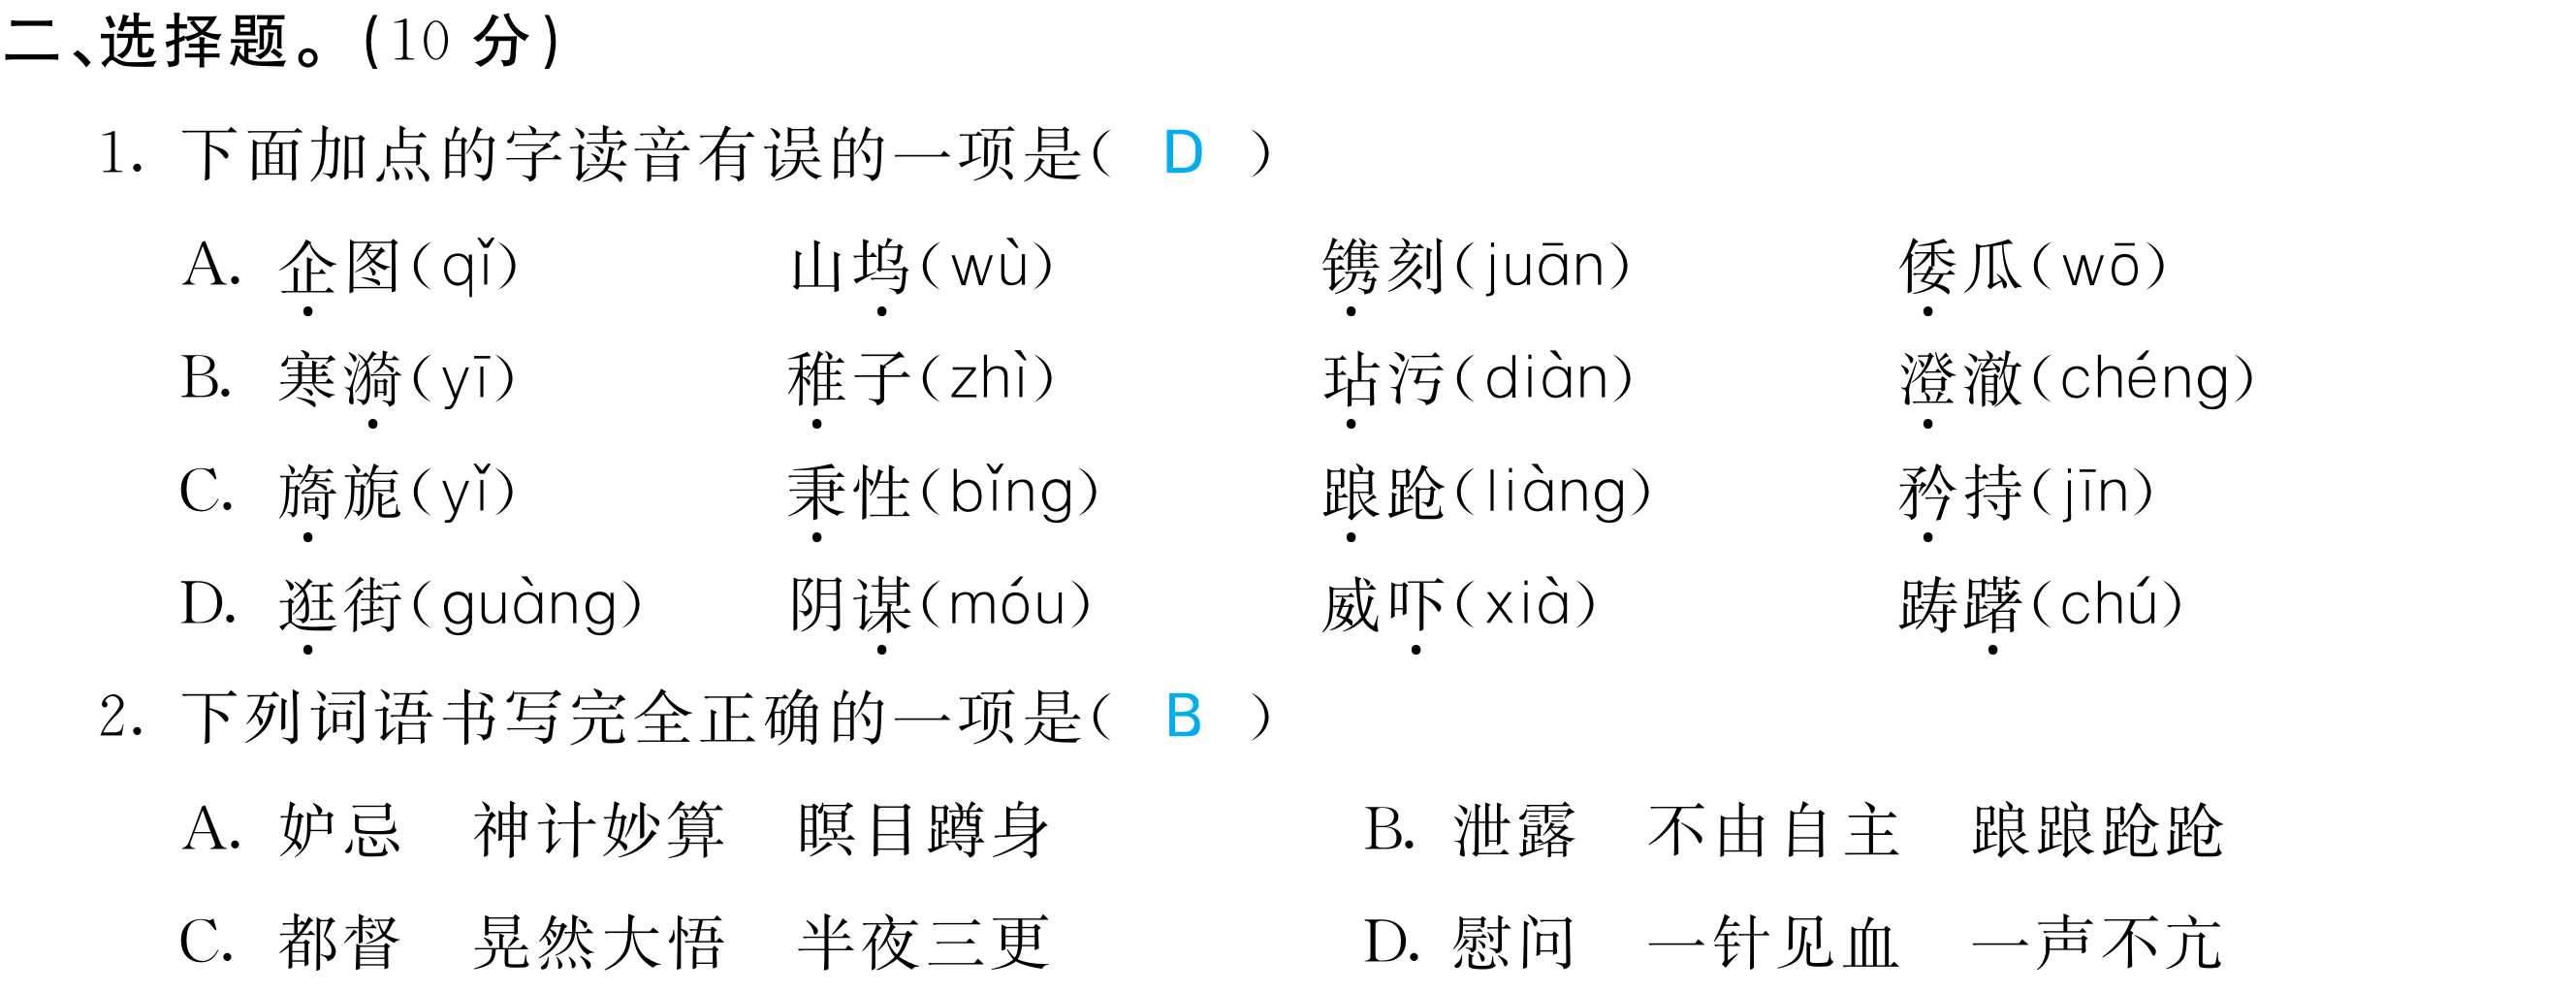 二、选择题。(10 分)
1. 下面加点的字读音有误的一项是( D )
A. 企图(qǐ) 山坞(wù) 镌刻(juān) 倭瓜(wō)
B. 寒漪(yī) 稚子(zhì) 玷污(diàn) 澄澈(chéng)
C. 旖旎(yǐ) 秉性(bǐng) 踉跄(liàng) 矜持(jīn)
D. 逛街(guàng) 阴谋(móu) 威吓(xià) 踌躇(chú)
2. 下列词语书写完全正确的一项是( B )
A. 妒忌 神计妙算 瞑目蹲身 B. 泄露 不由自主 踉踉跄跄
C. 都督 晃然大悟 半夜三更 D. 慰问 一针见血 一声不亢